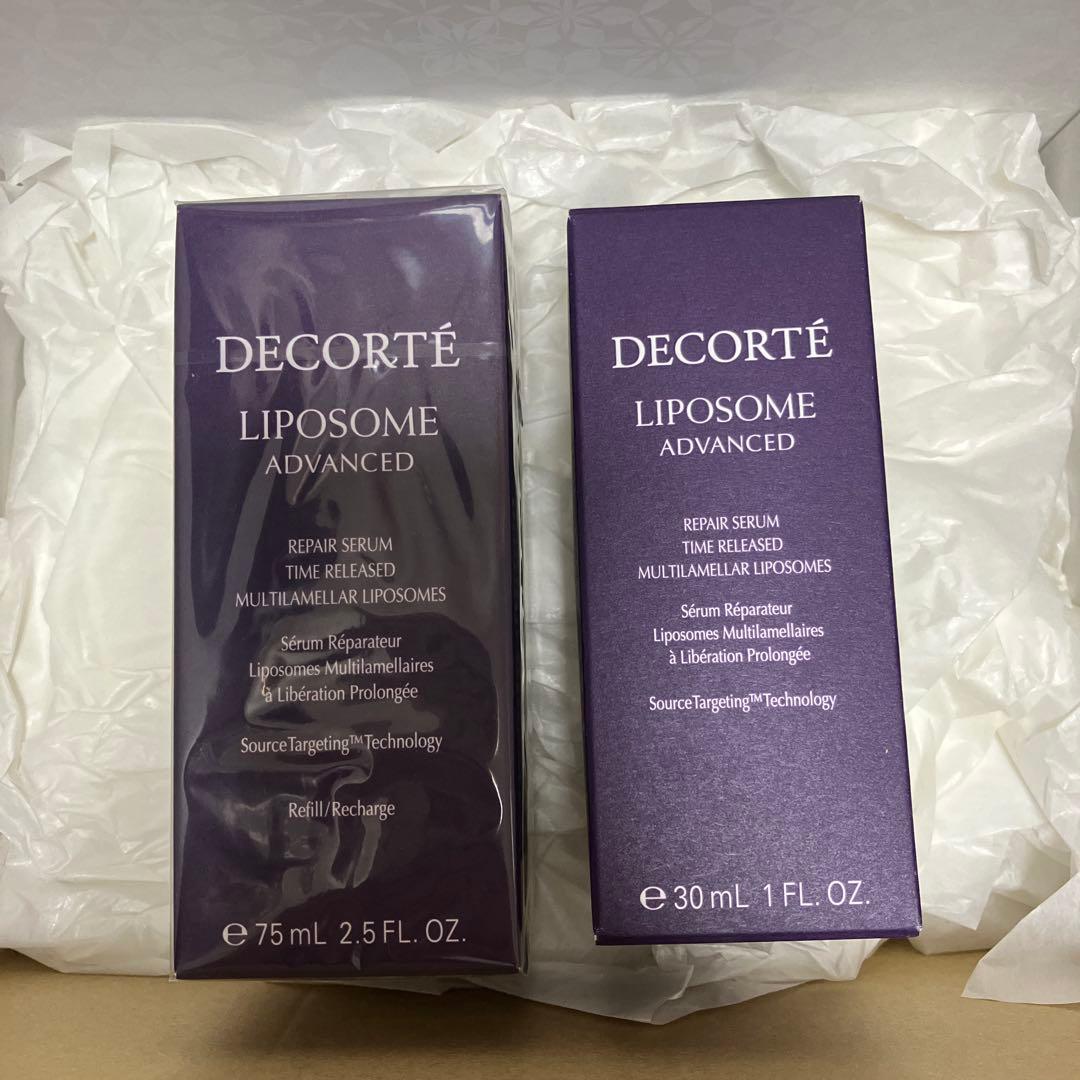 DECORTÉ
LIPOSOME
ADVANCED
REPAIR SERUM
TIME RELEASED
MULTILAMELLAR LIPOSOMES
Sérum Réparateur
Liposomes Multilamellaires
à Libération Prolongée
SourceTargeting™Technology
Refill/Recharge
℮ 75 mL 2.5 FL. OZ.
DECORTÉ
LIPOSOME
ADVANCED
REPAIR SERUM
TIME RELEASED
MULTILAMELLAR LIPOSOMES
Sérum Réparateur
Liposomes Multilamellaires
à Libération Prolongée
SourceTargeting™Technology
℮ 30 mL 1 FL. OZ.